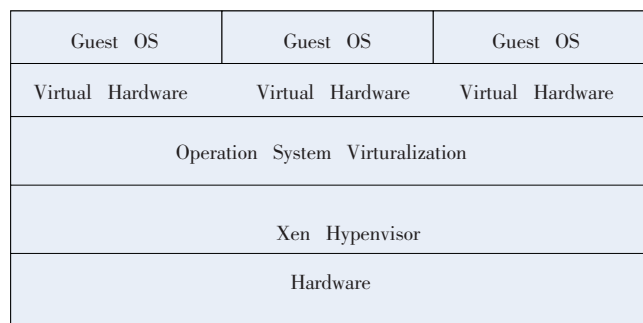 Guest OS Guest OS Guest OS
Virtual Hardware Virtual Hardware Virtual Hardware
Operation System Virturalization
Xen Hypenvisor
Hardware